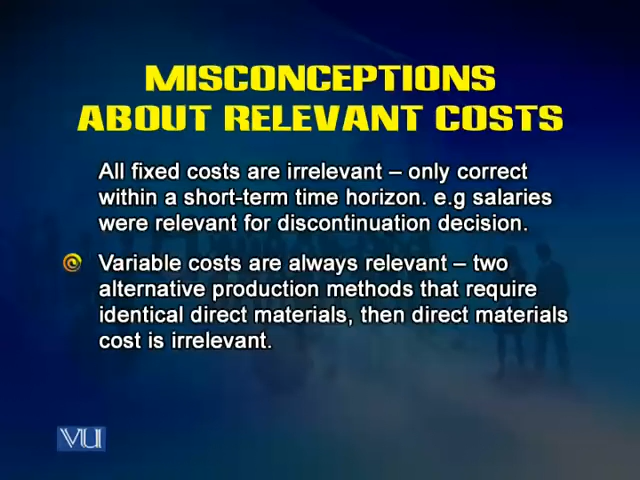 MISCONCEPTIONS
ABOUT RELEVANT COSTS
All fixed costs are irrelevant – only correct
within a short-term time horizon. e.g salaries
were relevant for discontinuation decision.
Variable costs are always relevant – two
alternative production methods that require
identical direct materials, then direct materials
cost is irrelevant.
VU